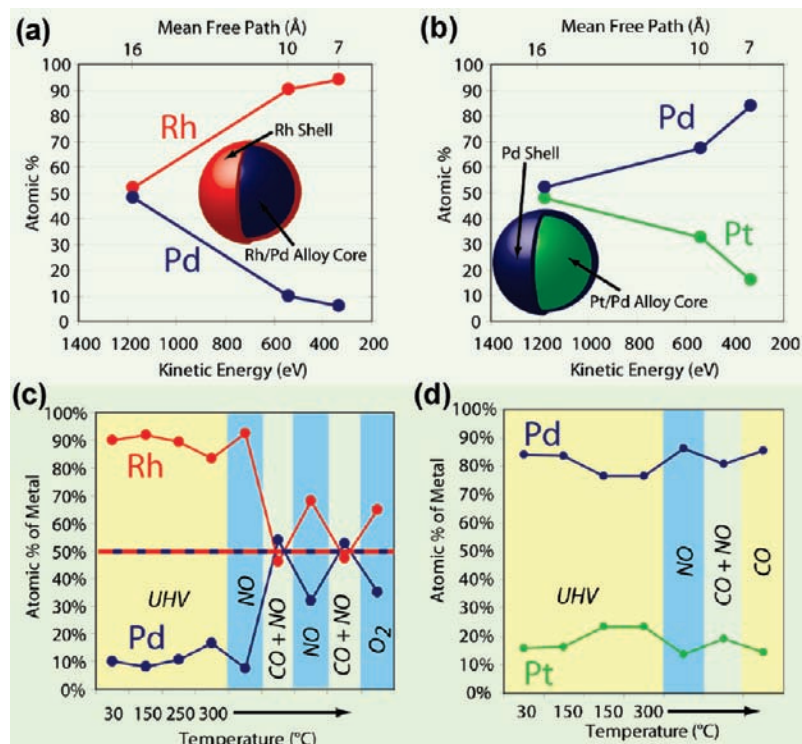 (a)
Mean Free Path (Å)
16 10 7
100
90
80
70
60
50
40
30
20
10
0
Atomic %
Rh
Rh Shell
Pd
Rh/Pd Alloy Core
1400 1200 1000 800 600 400 200
Kinetic Energy (eV)
(b)
Mean Free Path (Å)
16 10 7
100
90
80
70
60
50
40
30
20
10
0
Atomic %
Pd
Pd Shell
Pt
Pt/Pd Alloy Core
1400 1200 1000 800 600 400 200
Kinetic Energy (eV)
(c)
100%
90%
80%
70%
60%
50%
40%
30%
20%
10%
0%
Atomic % of Metal
Rh
UHV
Pd
NO
CO + NO
NO
CO + NO
O2
30 150 250 300
Temperature (°C)
(d)
100%
90%
80%
70%
60%
50%
40%
30%
20%
10%
0%
Atomic % of Metal
Pd
UHV
Pt
NO
CO + NO
CO
30 150 150 300
Temperature (°C)